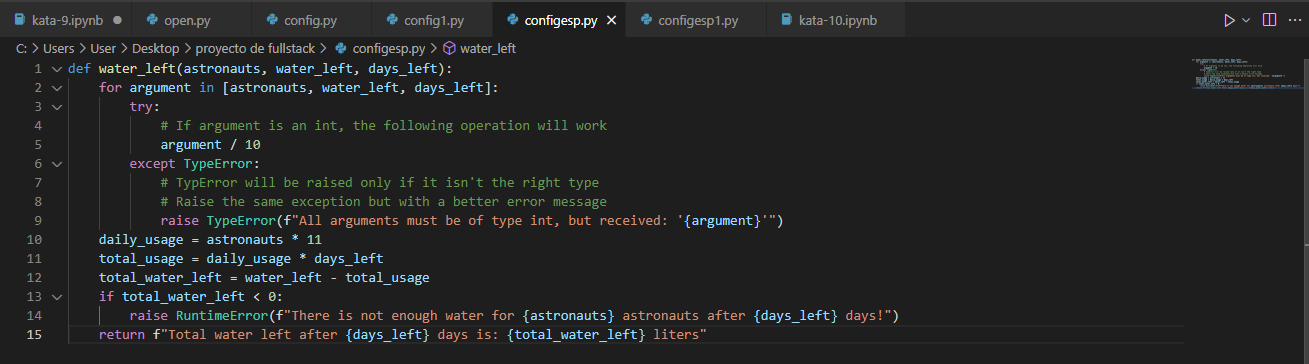 kata-9.ipynb open.py config.py config1.py configesp.py configesp1.py kata-10.ipynb
C: > Users > User > Desktop > proyecto de fullstack > configesp.py > water_left
1 def water_left(astronauts, water_left, days_left):
2     for argument in [astronauts, water_left, days_left]:
3         try:
4             # If argument is an int, the following operation will work
5             argument / 10
6         except TypeError:
7             # TypError will be raised only if it isn't the right type
8             # Raise the same exception but with a better error message
9             raise TypeError(f"All arguments must be of type int, but received: '{argument}'")
10     daily_usage = astronauts * 11
11     total_usage = daily_usage * days_left
12     total_water_left = water_left - total_usage
13     if total_water_left < 0:
14         raise RuntimeError(f"There is not enough water for {astronauts} astronauts after {days_left} days!")
15     return f"Total water left after {days_left} days is: {total_water_left} liters"